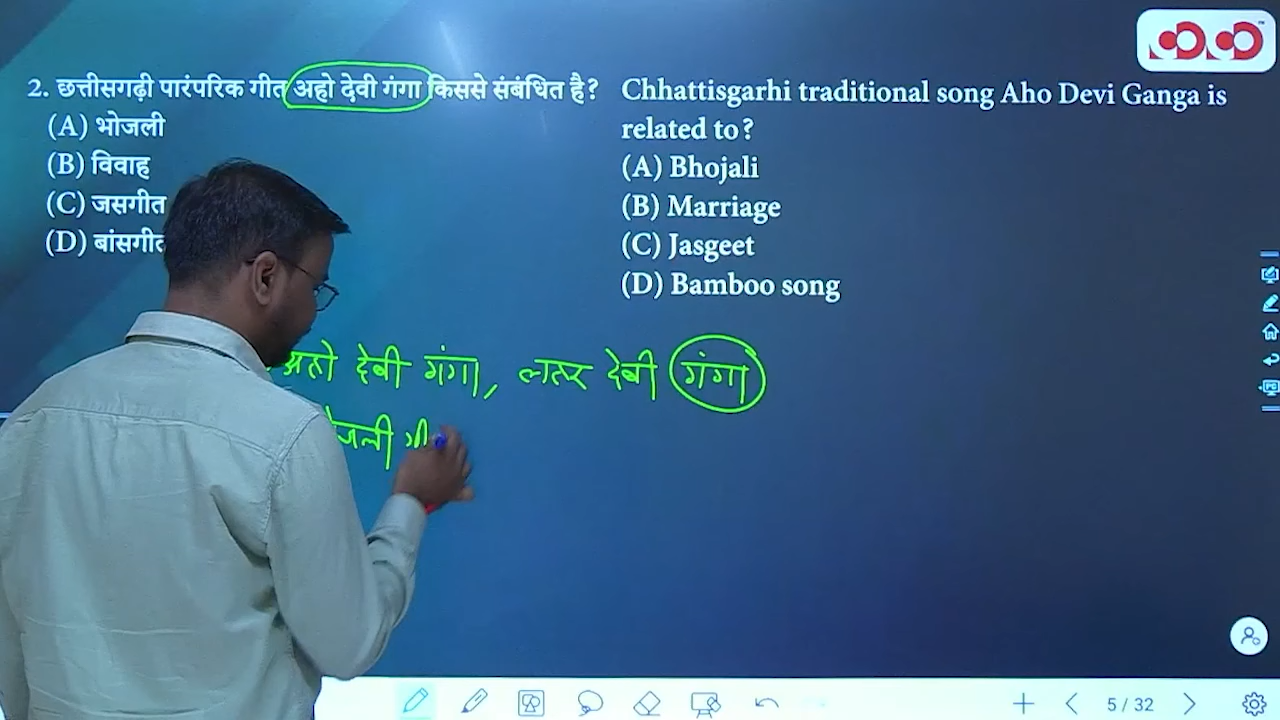 2. छत्तीसगढ़ी पारंपरिक गीत अहो देवी गंगा किससे संबंधित है?
(A) भोजली
(B) विवाह
(C) जसगीत
(D) बांसगीत
Chhattisgarhi traditional song Aho Devi Ganga is
related to?
(A) Bhojali
(B) Marriage
(C) Jasgeet
(D) Bamboo song
अहो देवी गंगा, लहर देवी गंगा
5 / 32